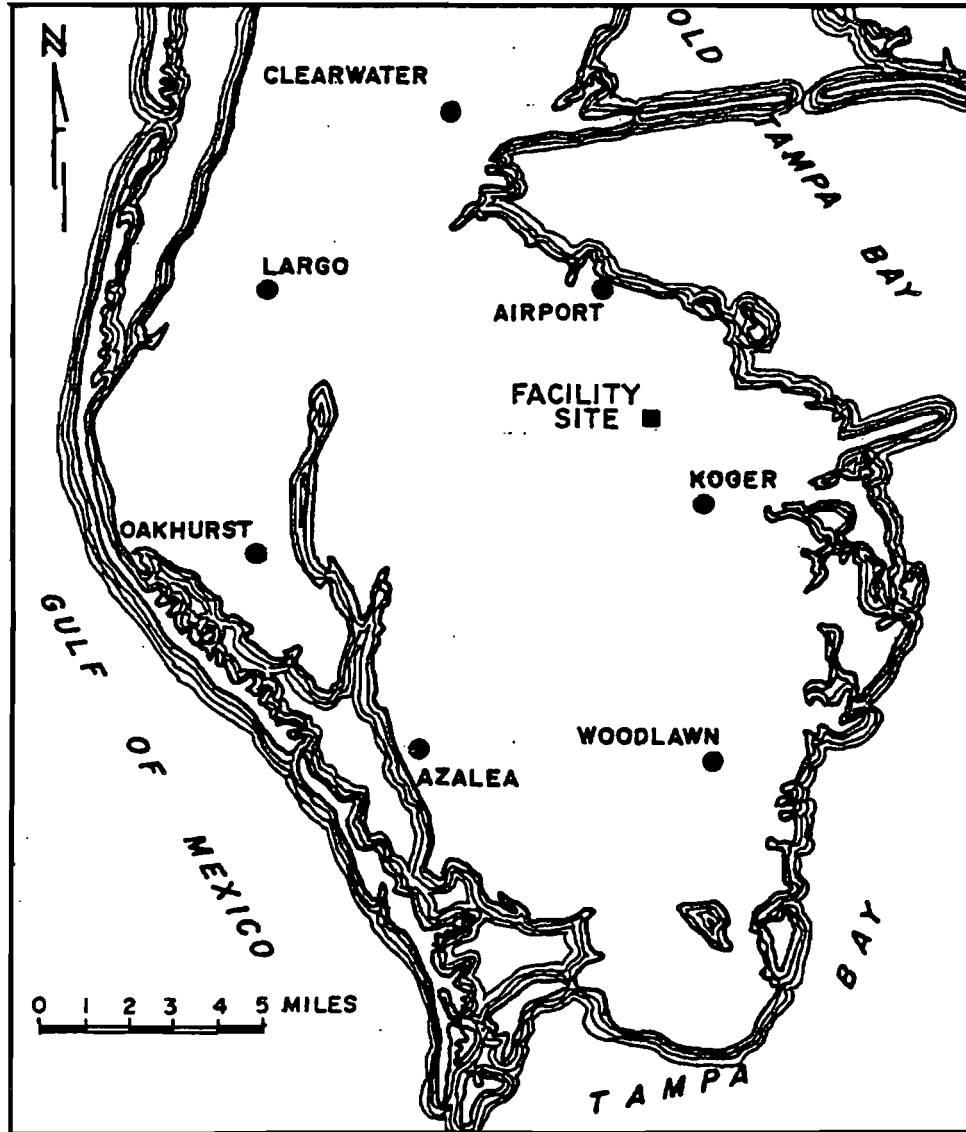 N
CLEARWATER
OLD
TAMPA
BAY
LARGO
AIRPORT
FACILITY
SITE
KOGER
OAKHURST
GULF
OF
MEXICO
WOODLAWN
AZALEA
BAY
0 1 2 3 4 5 MILES
TAMPA